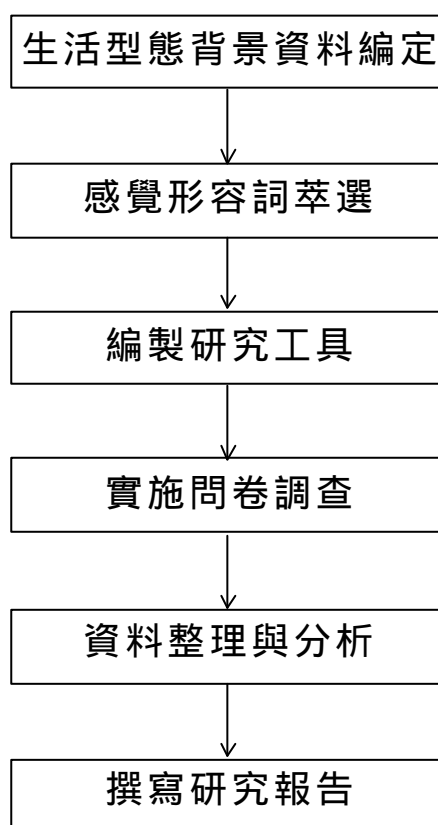 生活型態背景資料編定
感覺形容詞萃選
編製研究工具
實施問卷調查
資料整理與分析
撰寫研究報告